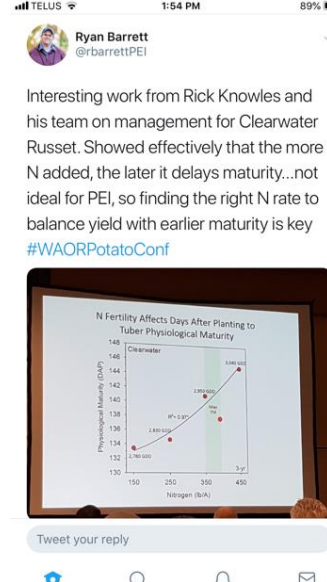 TELUS 1:54 PM 89%
Ryan Barrett
@rbarrettPEI
Interesting work from Rick Knowles and
his team on management for Clearwater
Russet. Showed effectively that the more
N added, the later it delays maturity...not
ideal for PEI, so finding the right N rate to
balance yield with earlier maturity is key
#WAORPotatoConf
N Fertility Affects Days After Planting to
Tuber Physiological Maturity
Clearwater
148
146
144
142
140
138
136
134
132
130
Physiological Maturity (DAP)
3-yr
150 250 350 450
Nitrogen (lb/A)
Tweet your reply